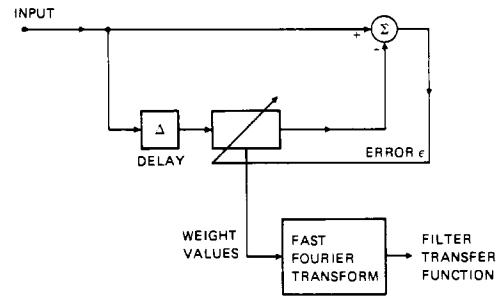 INPUT
+
Σ
-
Δ
DELAY
ERROR ϵ
WEIGHT
VALUES
FAST
FOURIER
TRANSFORM
FILTER
TRANSFER
FUNCTION